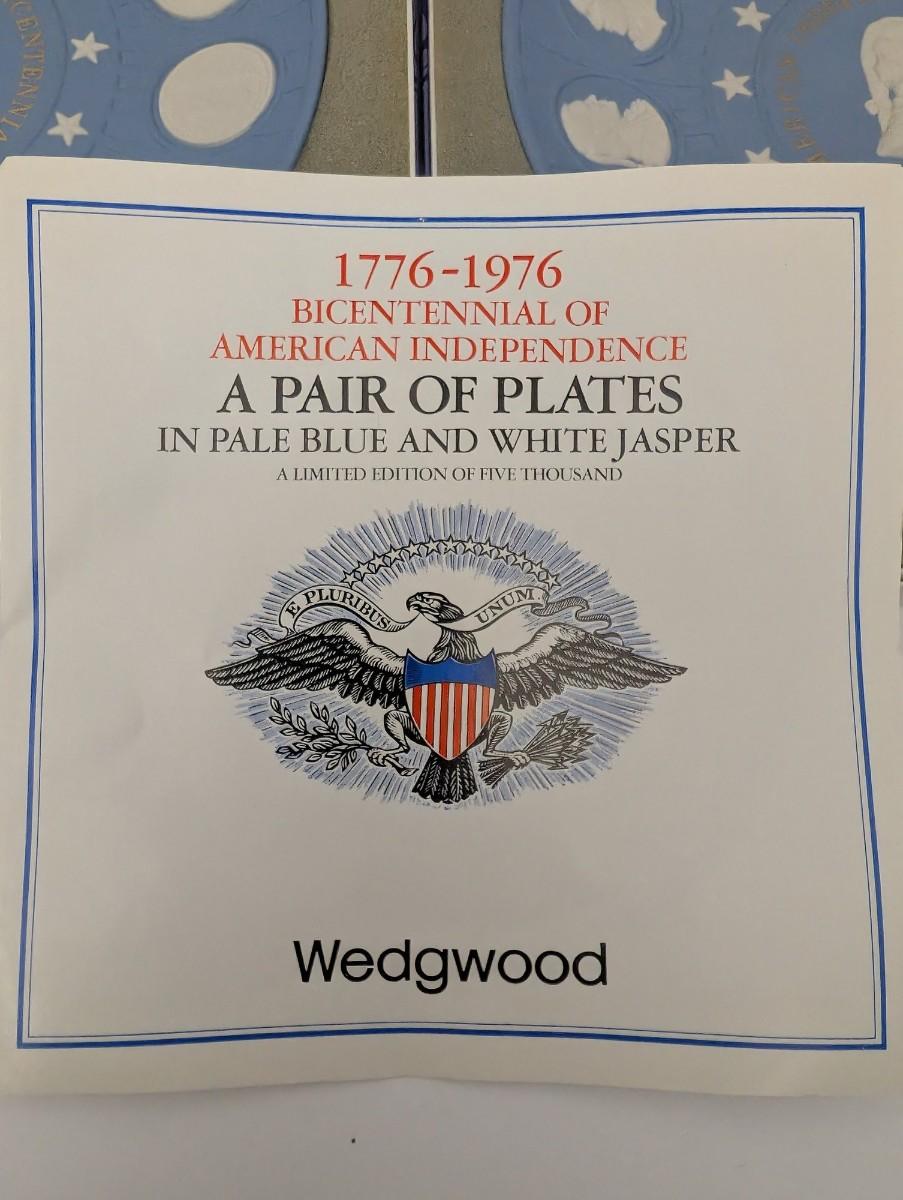 1776-1976
BICENTENNIAL OF
AMERICAN INDEPENDENCE
A PAIR OF PLATES
IN PALE BLUE AND WHITE JASPER
A LIMITED EDITION OF FIVE THOUSAND
E PLURIBUS UNUM
Wedgwood